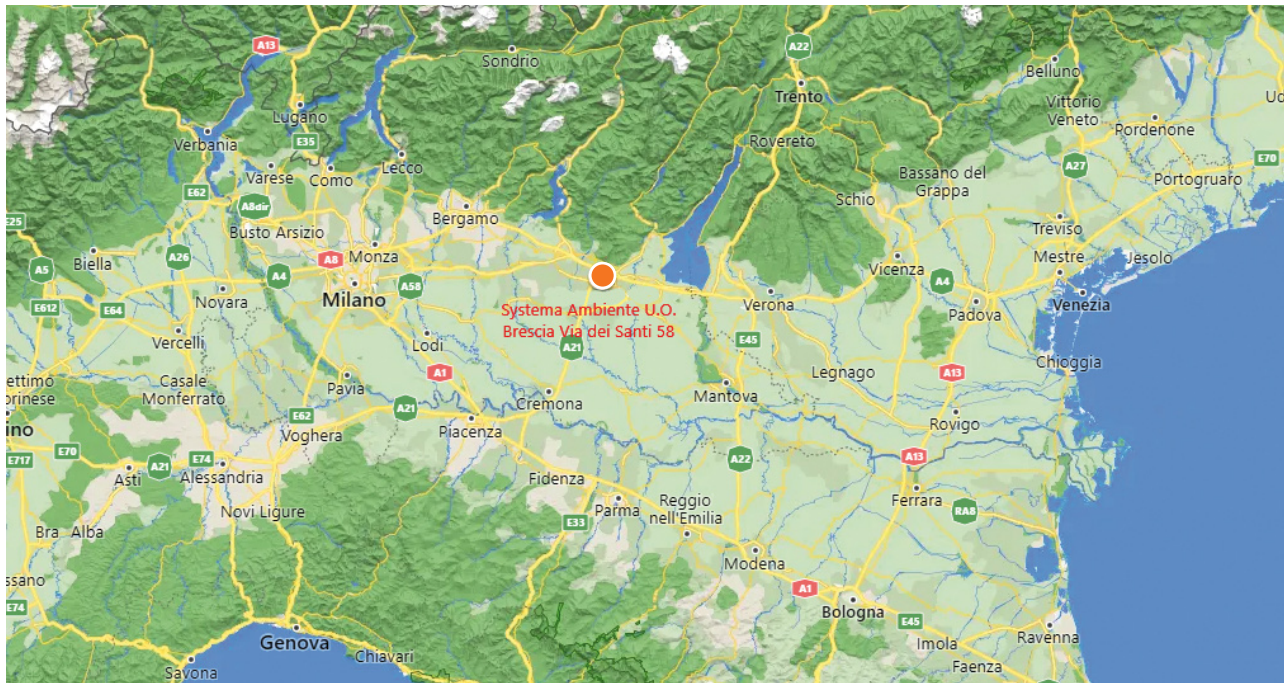 A13
Sondrio
A22
Belluno
Trento
Lugano
Vittorio
Veneto
Pordenone
Ud
Verbania
E35
Rovereto
Lecco
Varese
Como
A27
E70
Portogruaro
E62
Bassano del
Grappa
A8dir
Schio
Bergamo
E25
Busto Arsizio
Treviso
Monza
Mestre
Jesolo
Biella
A26
A8
Vicenza
A5
A4
A58
A4
Novara
Milano
Verona
Venezia
E612
E64
Padova
Systema Ambiente U.O.
Brescia Via dei Santi 58
Vercelli
Lodi
A21
E45
Chioggia
ettimo
orinese
Casale
Monferrato
Pavia
A1
Legnago
A13
Cremona
Mantova
E62
A21
Rovigo
ino
Voghera
Piacenza
E717
E70
A21
E74
A22
A13
Asti
Alessandria
Fidenza
Ferrara
Novi Ligure
Parma
Reggio
nell'Emilia
RA8
Bra
Alba
E33
Modena
ssano
A1
E74
Bologna
E45
Genova
Imola
Ravenna
Chiavari
Savona
Faenza